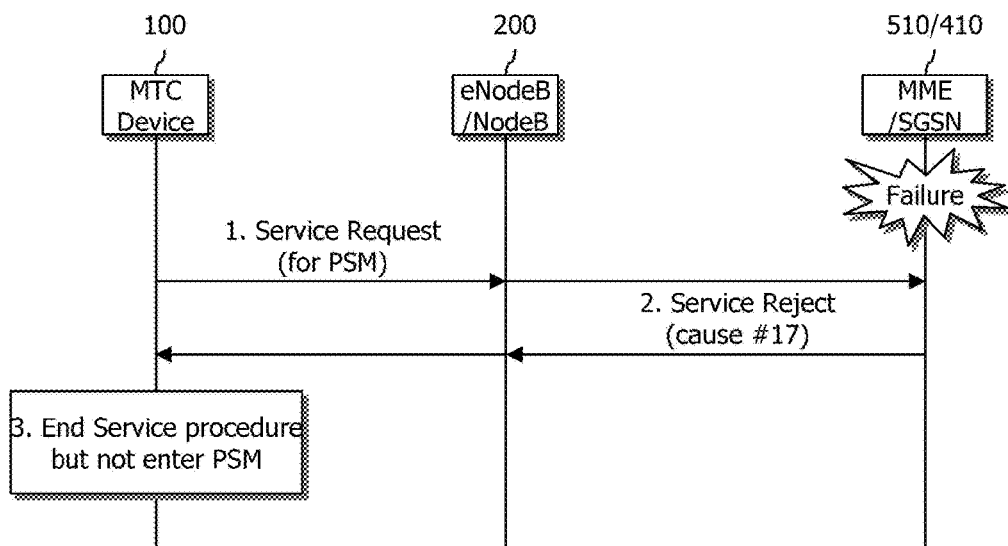 100
200
510/410
MTC
Device
eNodeB
/NodeB
MME
/SGSN
Failure
1. Service Request
(for PSM)
2. Service Reject
(cause #17)
3. End Service procedure
but not enter PSM